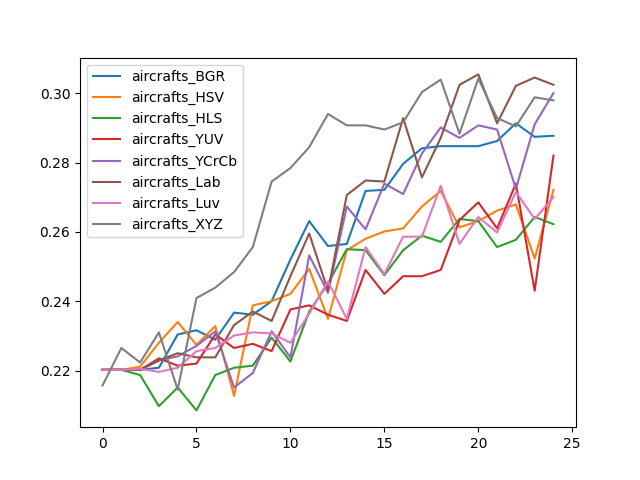 aircrafts_BGR
aircrafts_HSV
aircrafts_HLS
aircrafts_YUV
aircrafts_YCrCb
aircrafts_Lab
aircrafts_Luv
aircrafts_XYZ
0.30
0.28
0.26
0.24
0.22
0 5 10 15 20 25